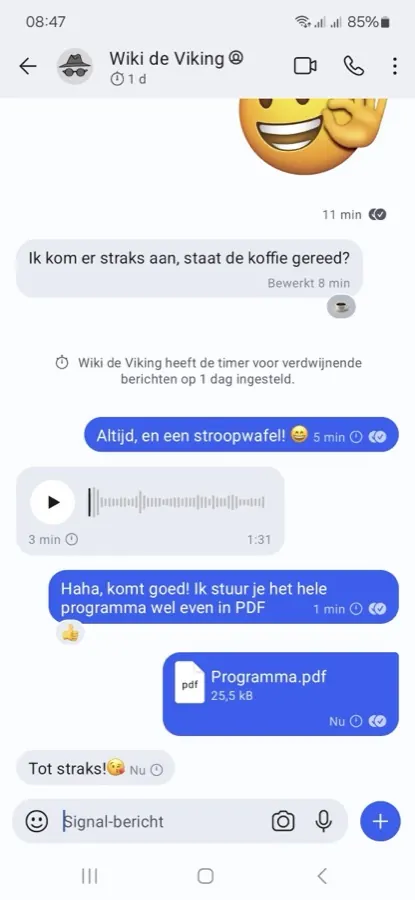 08:47
85%
Wiki de Viking
1 d
11 min
Ik kom er straks aan, staat de koffie gereed?
Bewerkt 8 min
Wiki de Viking heeft de timer voor verdwijnende
berichten op 1 dag ingesteld.
Altijd, en een stroopwafel! 😄 5 min
3 min
1:31
Haha, komt goed! Ik stuur je het hele
programma wel even in PDF
1 min
pdf
Programma.pdf
25,5 kB
Nu
Tot straks!😘 Nu
Signal-bericht